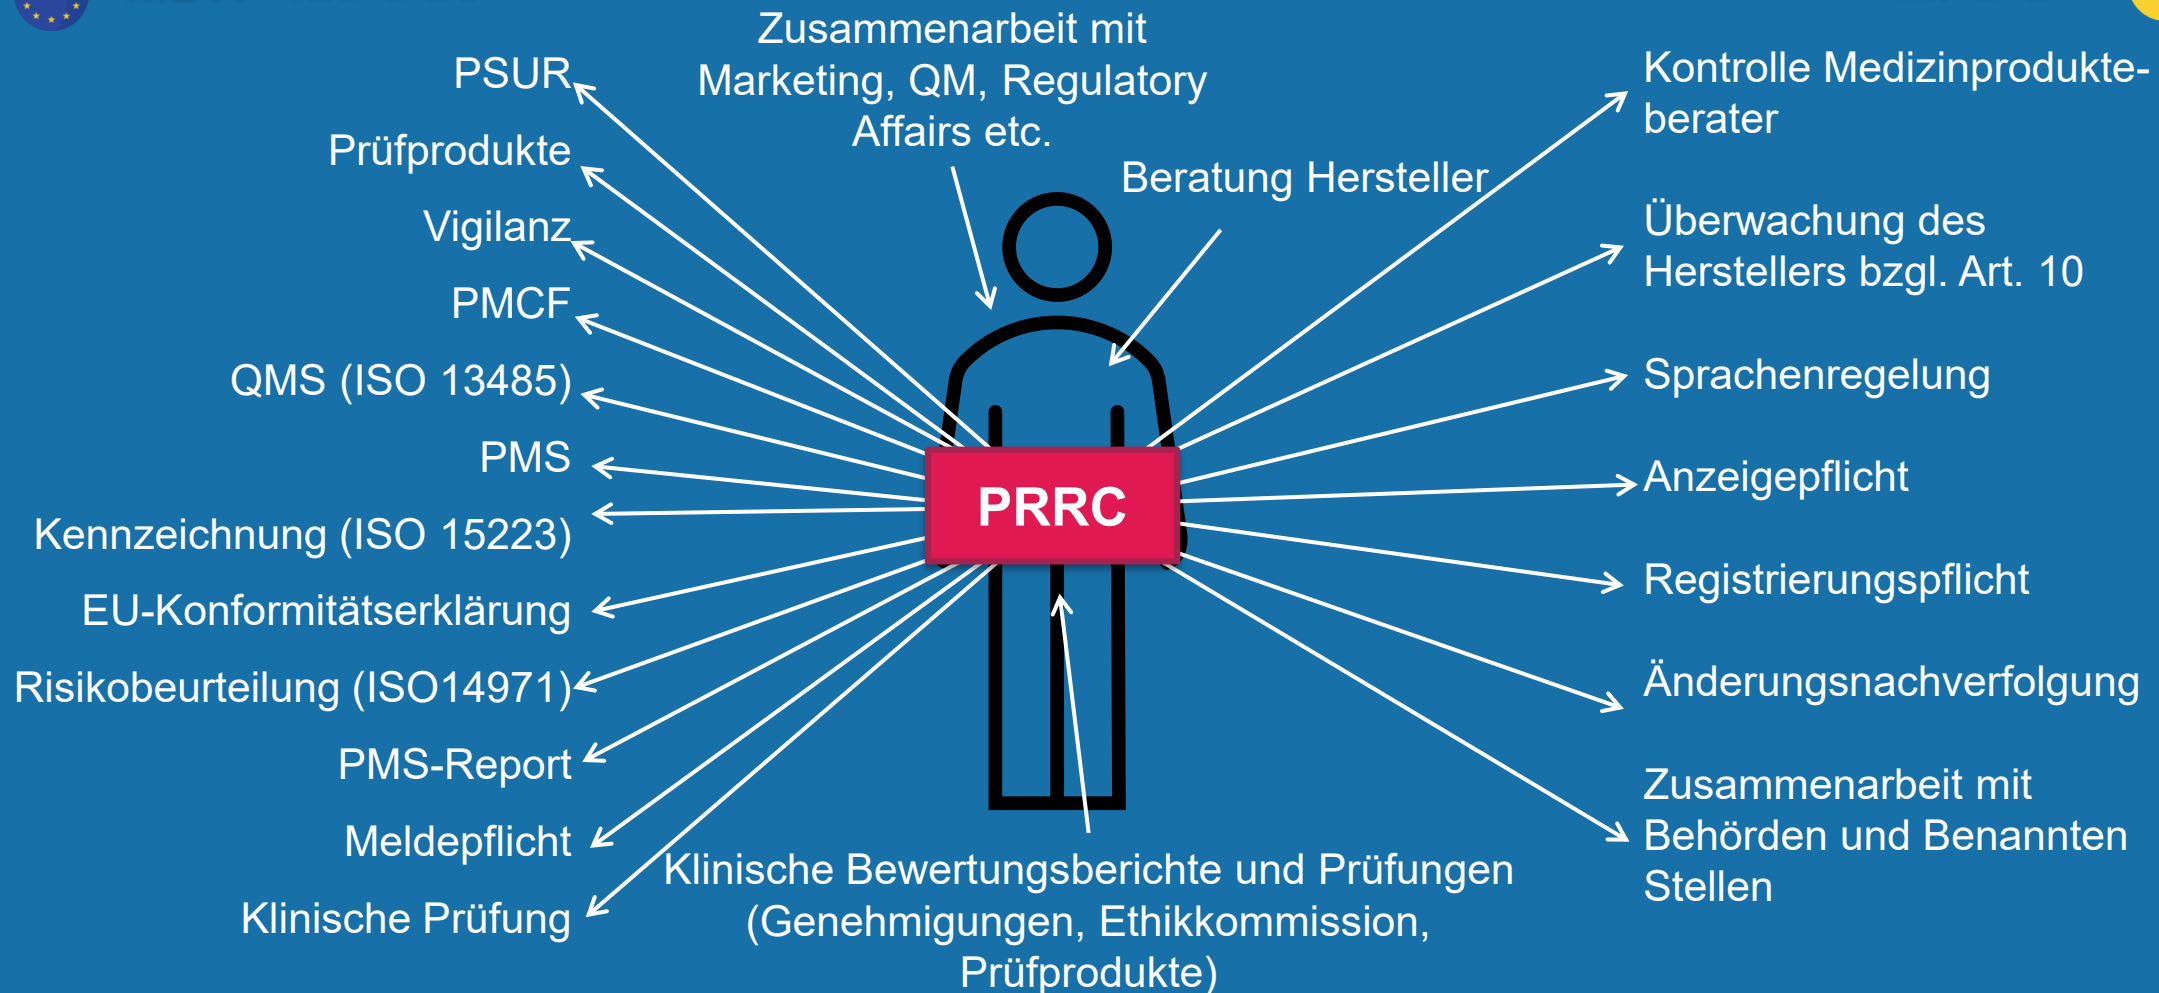 Zusammenarbeit mit
Marketing, QM, Regulatory
Affairs etc.
Beratung Hersteller
PSUR
Prüfprodukte
Vigilanz
PMCF
QMS (ISO 13485)
PMS
Kennzeichnung (ISO 15223)
EU-Konformitätserklärung
Risikobeurteilung (ISO14971)
PMS-Report
Meldepflicht
Klinische Prüfung
PRRC
Kontrolle Medizinprodukte-
berater
Überwachung des
Herstellers bzgl. Art. 10
Sprachenregelung
Anzeigepflicht
Registrierungspflicht
Änderungsnachverfolgung
Zusammenarbeit mit
Behörden und Benannten
Stellen
Klinische Bewertungsberichte und Prüfungen
(Genehmigungen, Ethikkommission,
Prüfprodukte)